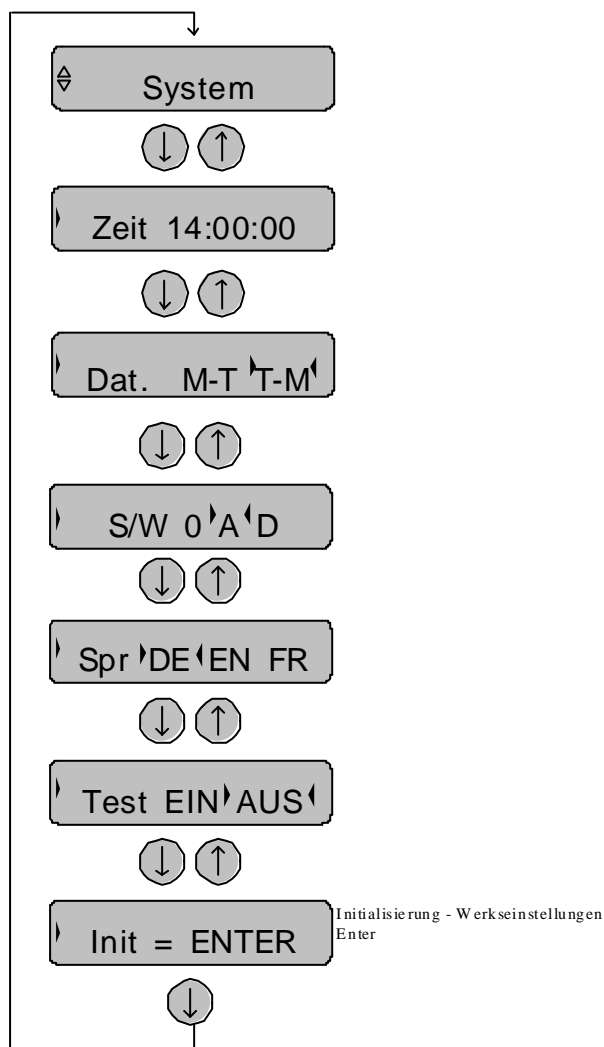 System
Zeit 14:00:00
Dat. M-T T-M
S/W 0 A D
Spr DE EN FR
Test EIN AUS
Init = ENTER
Initialisierung - Werkseinstellungen
Enter